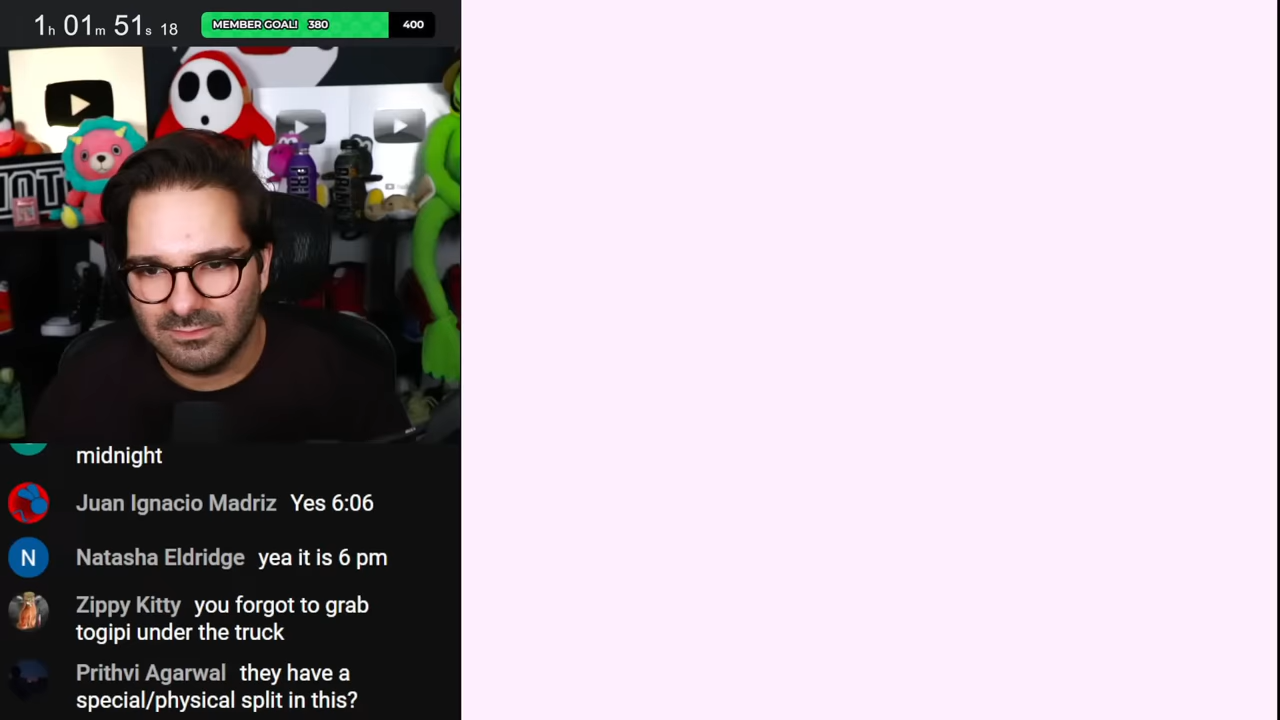 1h 01m 51s 18
MEMBER GOAL! 380
400
midnight
Juan Ignacio Madriz Yes 6:06
N
Natasha Eldridge yea it is 6 pm
Zippy Kitty you forgot to grab
togipi under the truck
Prithvi Agarwal they have a
special/physical split in this?